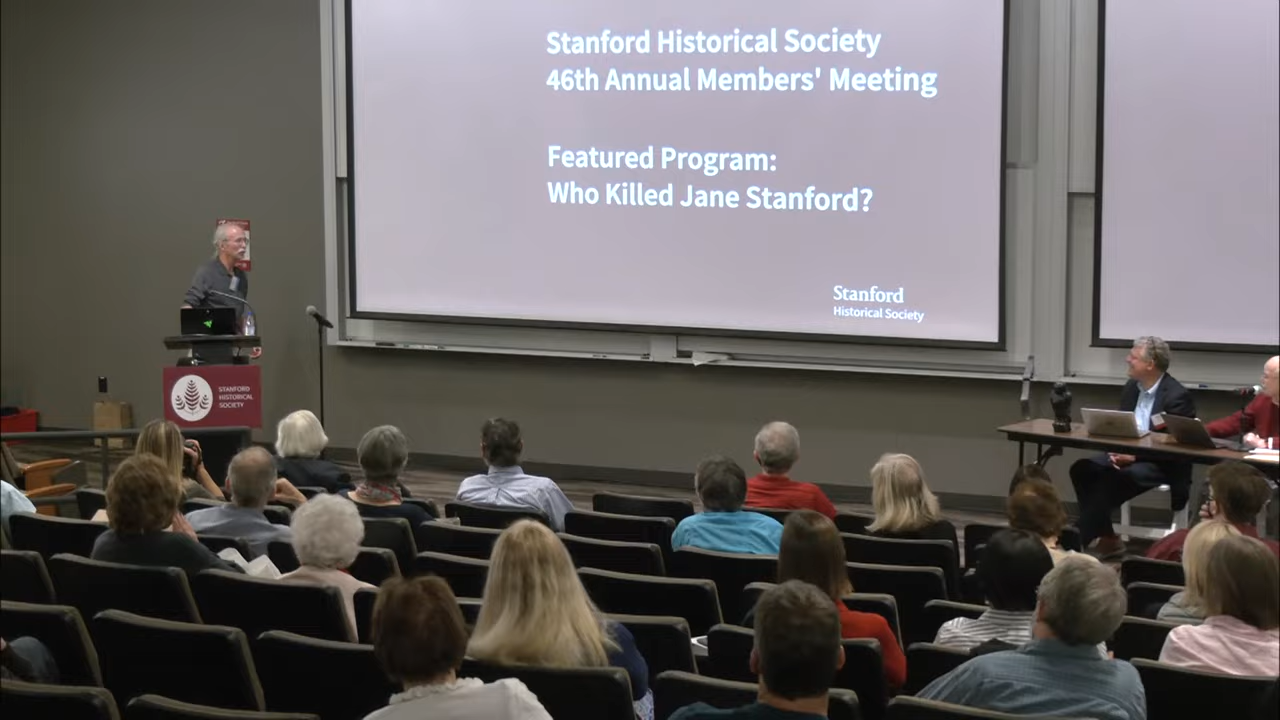 Stanford Historical Society
46th Annual Members' Meeting
Featured Program:
Who Killed Jane Stanford?
Stanford
Historical Society
STANFORD
HISTORICAL
SOCIETY